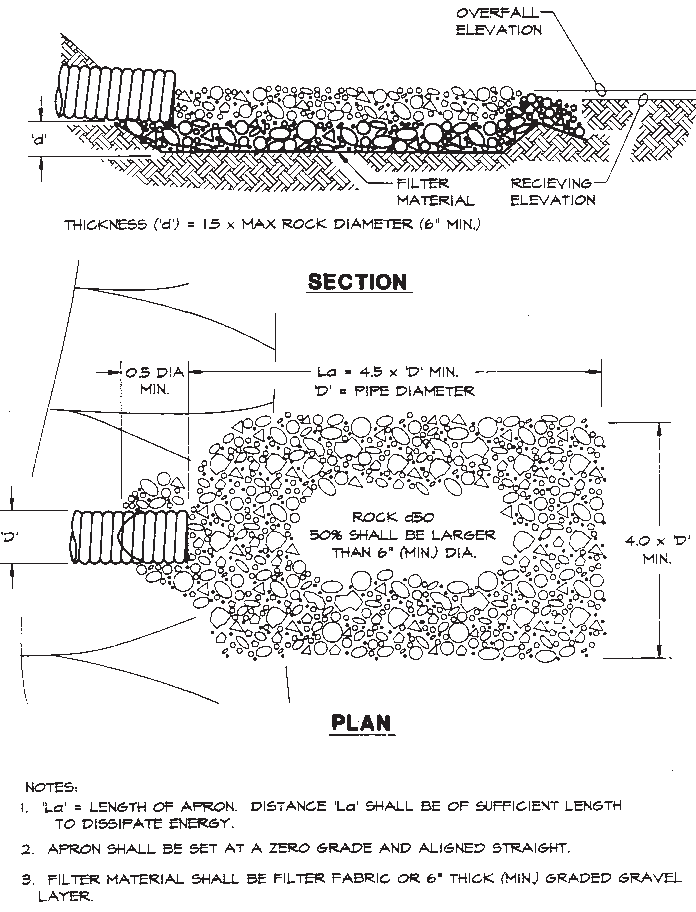 OVERFALL
ELEVATION
'd'
FILTER
MATERIAL
RECIEVING
ELEVATION
THICKNESS ('d') = 1.5 x MAX ROCK DIAMETER (6" MIN.)
SECTION
0.5 DIA
MIN.
La = 4.5 x 'D' MIN.
'D' = PIPE DIAMETER
'D'
ROCK d50
50% SHALL BE LARGER
THAN 6" (MIN.) DIA.
4.0 x 'D'
MIN.
PLAN
NOTES:
1. 'La' = LENGTH OF APRON. DISTANCE 'La' SHALL BE OF SUFFICIENT LENGTH
TO DISSIPATE ENERGY.
2. APRON SHALL BE SET AT A ZERO GRADE AND ALIGNED STRAIGHT.
3. FILTER MATERIAL SHALL BE FILTER FABRIC OR 6" THICK (MIN.) GRADED GRAVEL
LAYER.